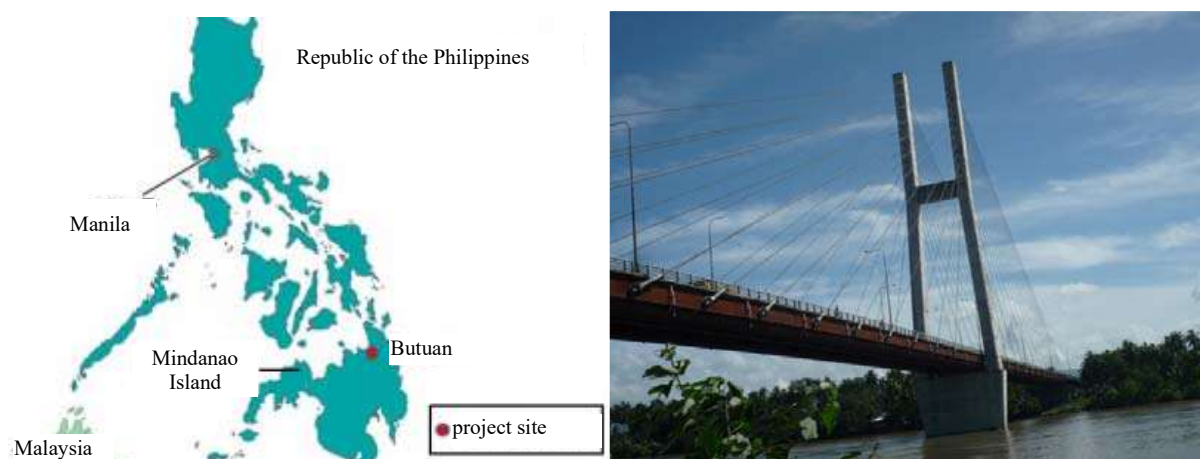 Republic of the Philippines
Manila
Mindanao
Island
Butuan
project site
Malaysia